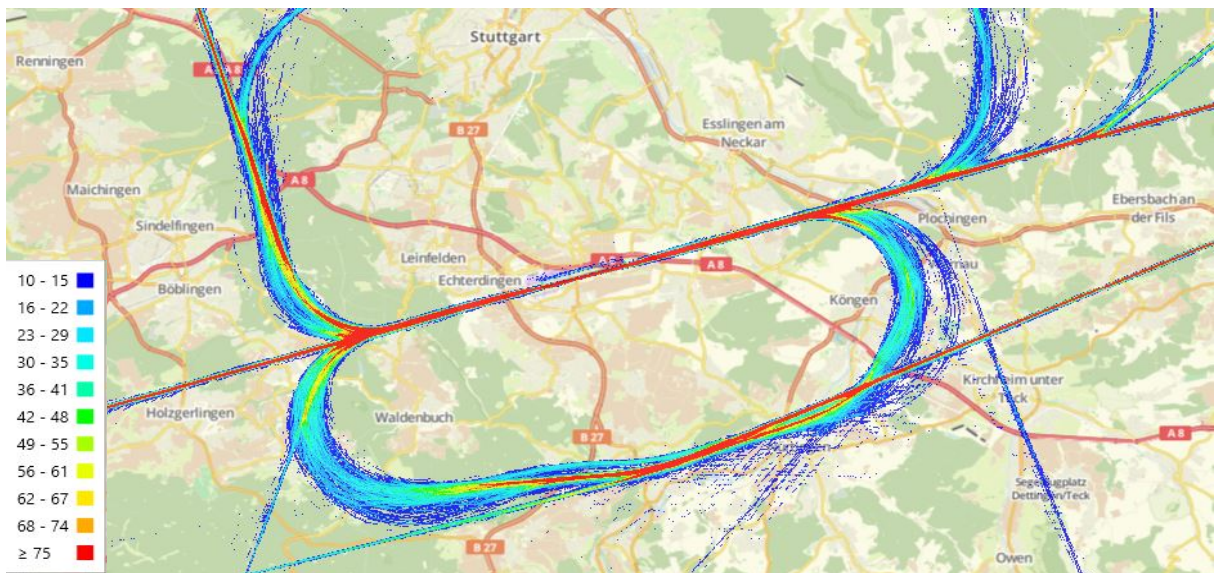 Stuttgart
Renningen
A 8
B 27
Esslingen am
Neckar
A 8
Maichingen
Sindelfingen
Ebersbach an
der Fils
Plochingen
Leinfelden
Echterdingen
A 8
Böblingen
Köngen
Kirchheim unter
Teck
Holzgerlingen
Waldenbuch
B 27
A 8
Dettingen/Teck
B 27
Owen
10 - 15
16 - 22
23 - 29
30 - 35
36 - 41
42 - 48
49 - 55
56 - 61
62 - 67
68 - 74
≥ 75